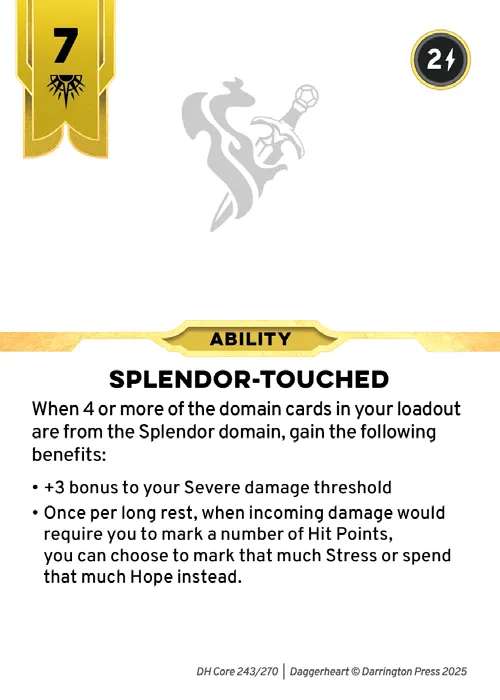 7
2
ABILITY
SPLENDOR-TOUCHED
When 4 or more of the domain cards in your loadout
are from the Splendor domain, gain the following
benefits:
• +3 bonus to your Severe damage threshold
• Once per long rest, when incoming damage would
require you to mark a number of Hit Points,
you can choose to mark that much Stress or spend
that much Hope instead.
DH Core 243/270 | Daggerheart © Darrington Press 2025